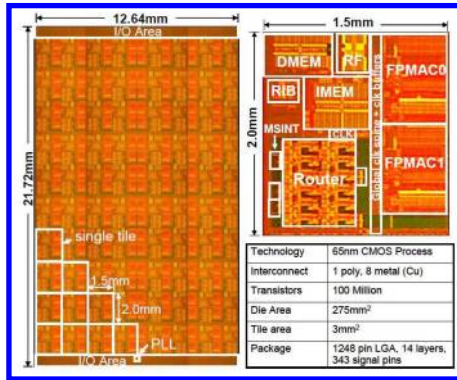 12.64mm
I/O Area
21.72mm
single tile
1.5mm
2.0mm
PLL
I/O Area
1.5mm
2.0mm
DMEM
RF
RIB
IMEM
MSINT
CLK
Router
Global clk spline + clk buffers
FPMAC0
FPMAC1
Technology 65nm CMOS Process
Interconnect 1 poly, 8 metal (Cu)
Transistors 100 Million
Die Area 275mm²
Tile area 3mm²
Package 1248 pin LGA, 14 layers,
343 signal pins